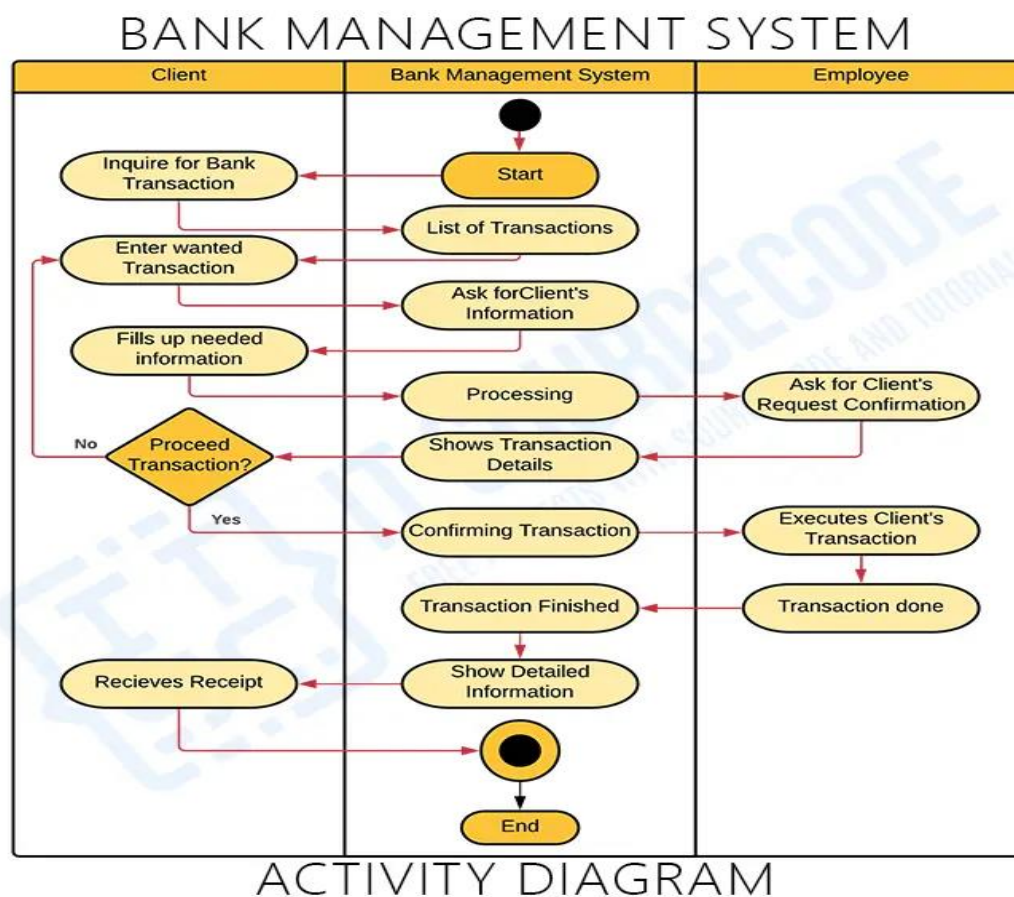 BANK MANAGEMENT SYSTEM
Client
Bank Management System
Employee
Start
Inquire for Bank
Transaction
List of Transactions
Enter wanted
Transaction
Ask forClient's
Information
Fills up needed
information
Processing
Ask for Client's
Request Confirmation
Shows Transaction
Details
No
Proceed
Transaction?
Yes
Confirming Transaction
Executes Client's
Transaction
Transaction Finished
Transaction done
Show Detailed
Information
Recieves Receipt
End
ACTIVITY DIAGRAM